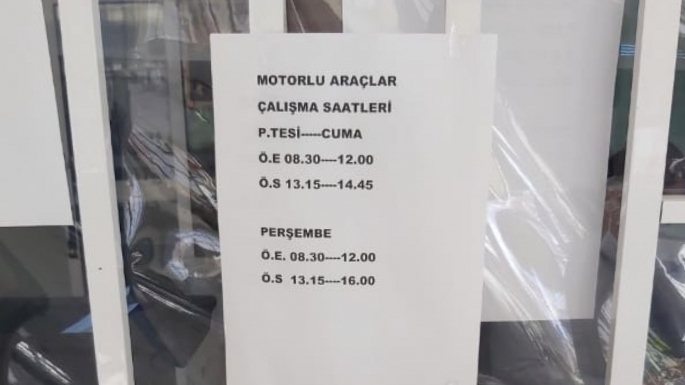 MOTORLU ARAÇLAR
ÇALIŞMA SAATLERİ
P.TESİ-----CUMA
Ö.E 08.30----12.00
Ö.S 13.15----14.45
PERŞEMBE
Ö.E. 08.30----12.00
Ö.S 13.15----16.00